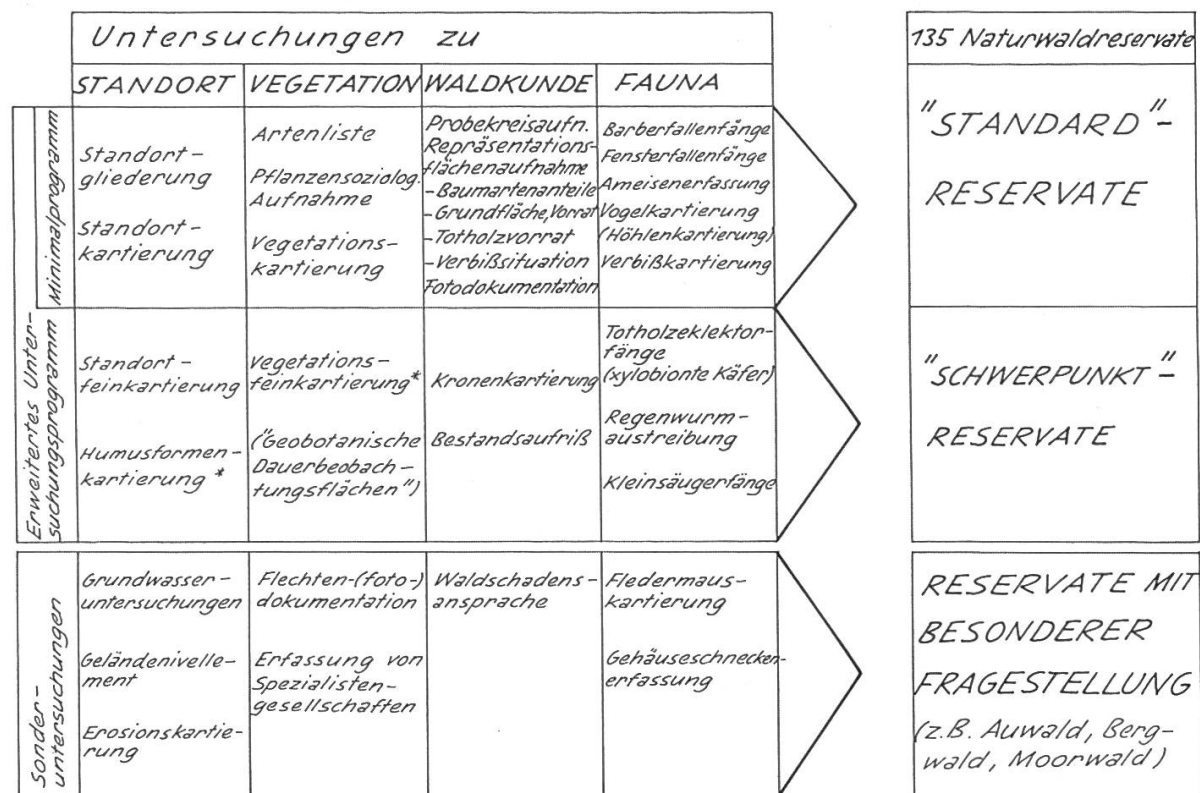 Untersuchungen zu
STANDORT
VEGETATION
WALDKUNDE
FAUNA
135 Naturwaldreservate
Erweitertes Unter-
suchungsprogramm
Minimalprogramm
Standort-
gliederung
Standort-
kartierung
Artenliste
Pflanzensoziolog.
Aufnahme
Vegetations-
kartierung
Probekreisaufn.
Repräsentations-
flächenaufnahme
-Baumartenanteile
-Grundfläche, Vorrat
-Totholzvorrat
-Verbißsituation
Fotodokumentation
Barberfallenfänge
Fensterfallenfänge
Ameisenerfassung
Vogelkartierung
(Höhlenkartierung)
Verbißkartierung
"STANDARD"-
RESERVATE
Standort-
feinkartierung
Humusformen-
kartierung *
Vegetations-
feinkartierung*
("Geobotanische
Dauerbeobach-
tungsflächen")
Kronenkartierung
Bestandsaufriß
Totholzeklektor-
fänge
(xylobionte Käfer)
Regenwurm-
austreibung
Kleinsäugerfänge
"SCHWERPUNKT"-
RESERVATE
Sonder-
untersuchungen
Grundwasser-
untersuchungen
Geländenivelle-
ment
Erosionskartie-
rung
Flechten-(foto-)
dokumentation
Erfassung von
Spezialisten-
gesellschaften
Waldschadens-
ansprache
Fledermaus-
kartierung
Gehäuseschnecken-
erfassung
RESERVATE MIT
BESONDERER
FRAGESTELLUNG
(z.B. Auwald, Berg-
wald, Moorwald)